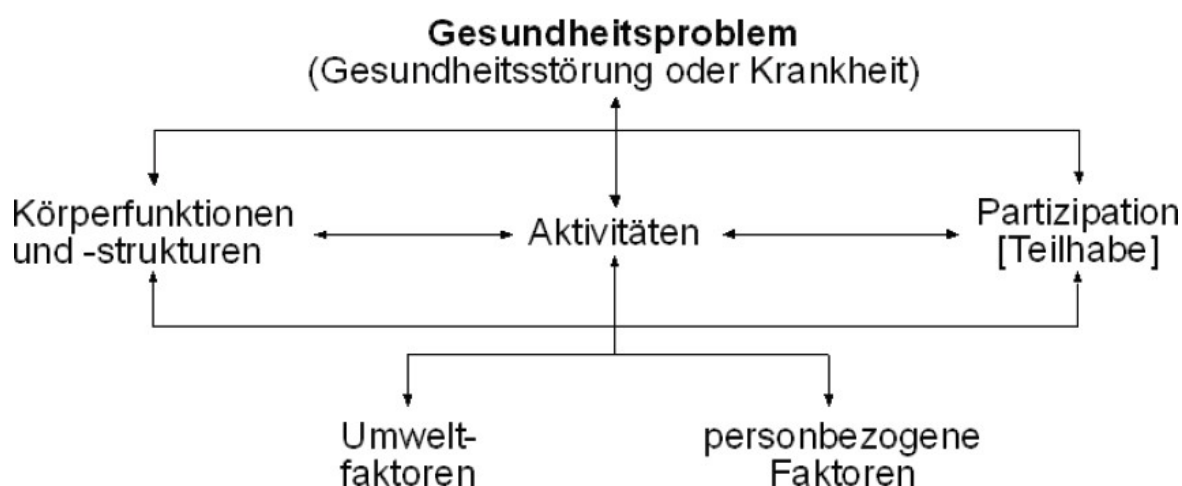 Gesundheitsproblem
(Gesundheitsstörung oder Krankheit)
Körperfunktionen
und -strukturen
Aktivitäten
Partizipation
[Teilhabe]
Umwelt-
faktoren
personbezogene
Faktoren